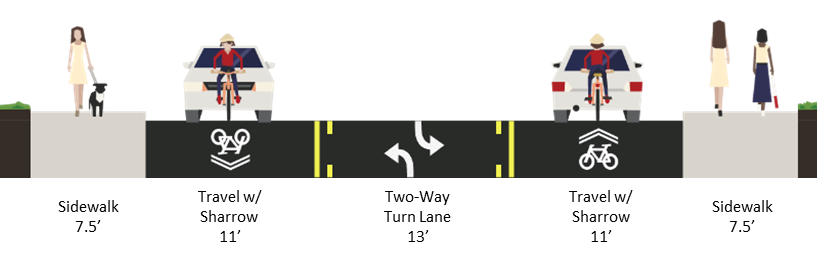 Sidewalk
7.5’
Travel w/
Sharrow
11’
Two-Way
Turn Lane
13’
Travel w/
Sharrow
11’
Sidewalk
7.5’